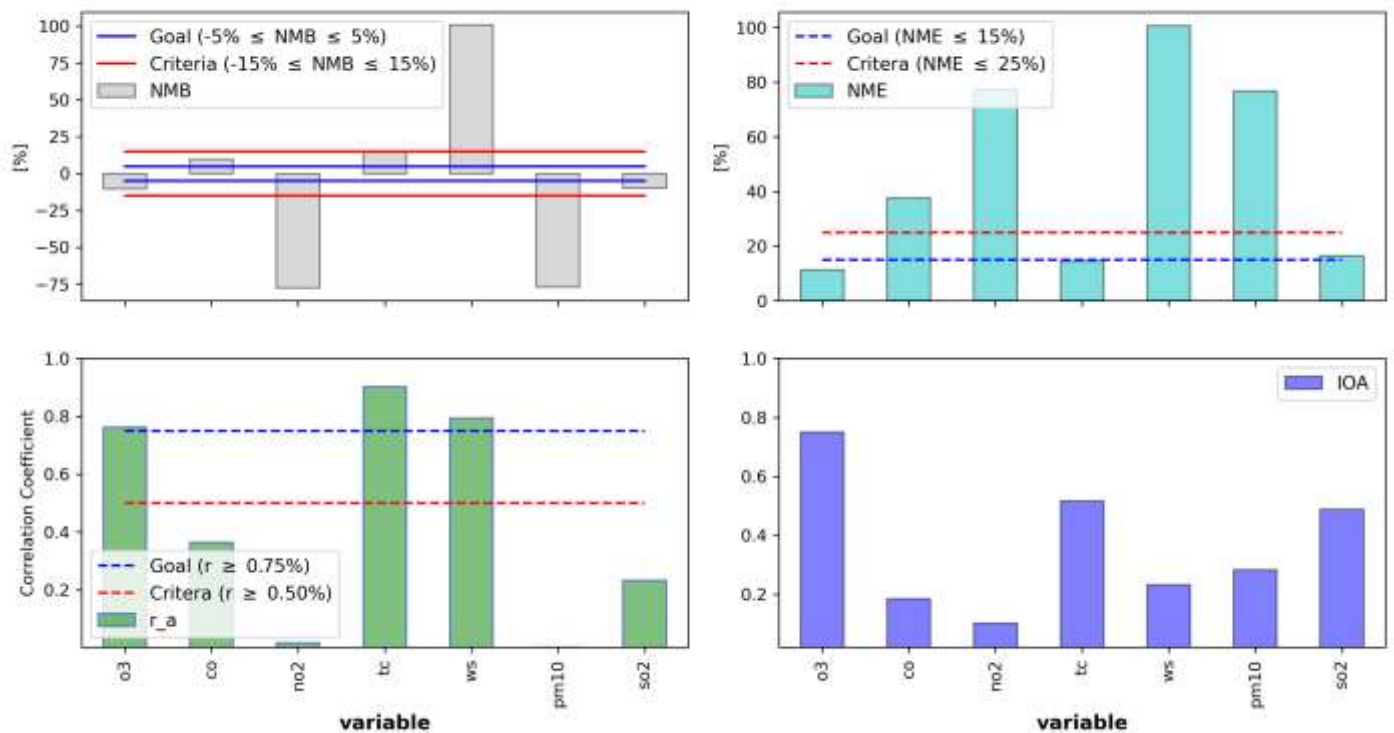 100
75
50
25
0
−25
−50
−75
[%]
Goal (-5% ≤ NMB ≤ 5%)
Criteria (-15% ≤ NMB ≤ 15%)
NMB
100
80
60
40
20
0
[%]
Goal (NME ≤ 15%)
Critera (NME ≤ 25%)
NME
1.0
0.8
0.6
0.4
0.2
Correlation Coefficient
Goal (r ≥ 0.75%)
Critera (r ≥ 0.50%)
r_a
o3
co
no2
tc
ws
pm10
so2
variable
1.0
0.8
0.6
0.4
0.2
IOA
o3
co
no2
tc
ws
pm10
so2
variable